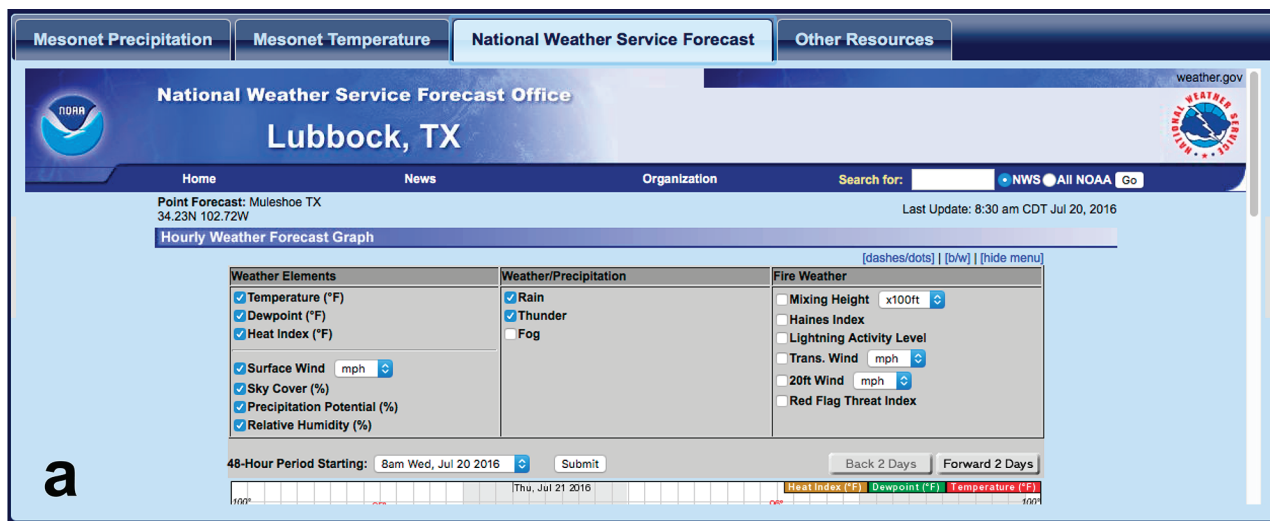 Mesonet Precipitation Mesonet Temperature National Weather Service Forecast Other Resources
weather.gov
NOAA
National Weather Service Forecast Office
NATIONAL WEATHER SERVICE
Lubbock, TX
Home News Organization Search for: NWS All NOAA Go
Point Forecast: Muleshoe TX
34.23N 102.72W
Last Update: 8:30 am CDT Jul 20, 2016
Hourly Weather Forecast Graph
[dashes/dots] | [b/w] | [hide menu]
Weather Elements Weather/Precipitation Fire Weather
Temperature (°F) Rain Mixing Height x100ft
Dewpoint (°F) Thunder Haines Index
Heat Index (°F) Fog Lightning Activity Level
Surface Wind mph Trans. Wind mph
Sky Cover (%) 20ft Wind mph
Precipitation Potential (%) Red Flag Threat Index
Relative Humidity (%)
a
48-Hour Period Starting: 8am Wed, Jul 20 2016 Submit Back 2 Days Forward 2 Days
Thu, Jul 21 2016 Heat Index (°F) Dewpoint (°F) Temperature (°F)
100° 100°